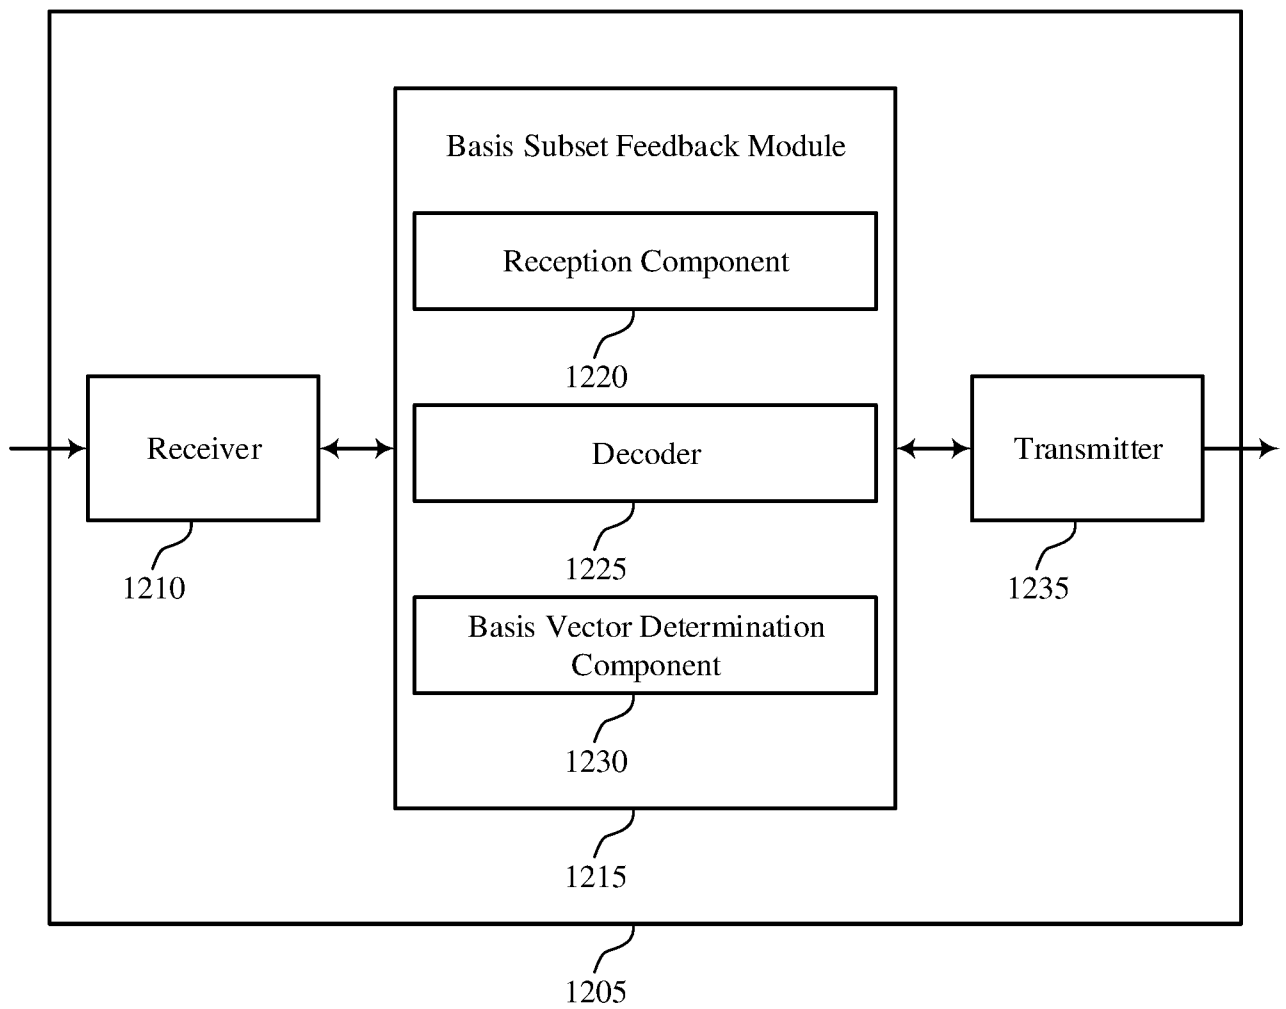 Basis Subset Feedback Module
Reception Component
1220
Receiver
1210
Decoder
1225
Transmitter
1235
Basis Vector Determination
Component
1230
1215
1205